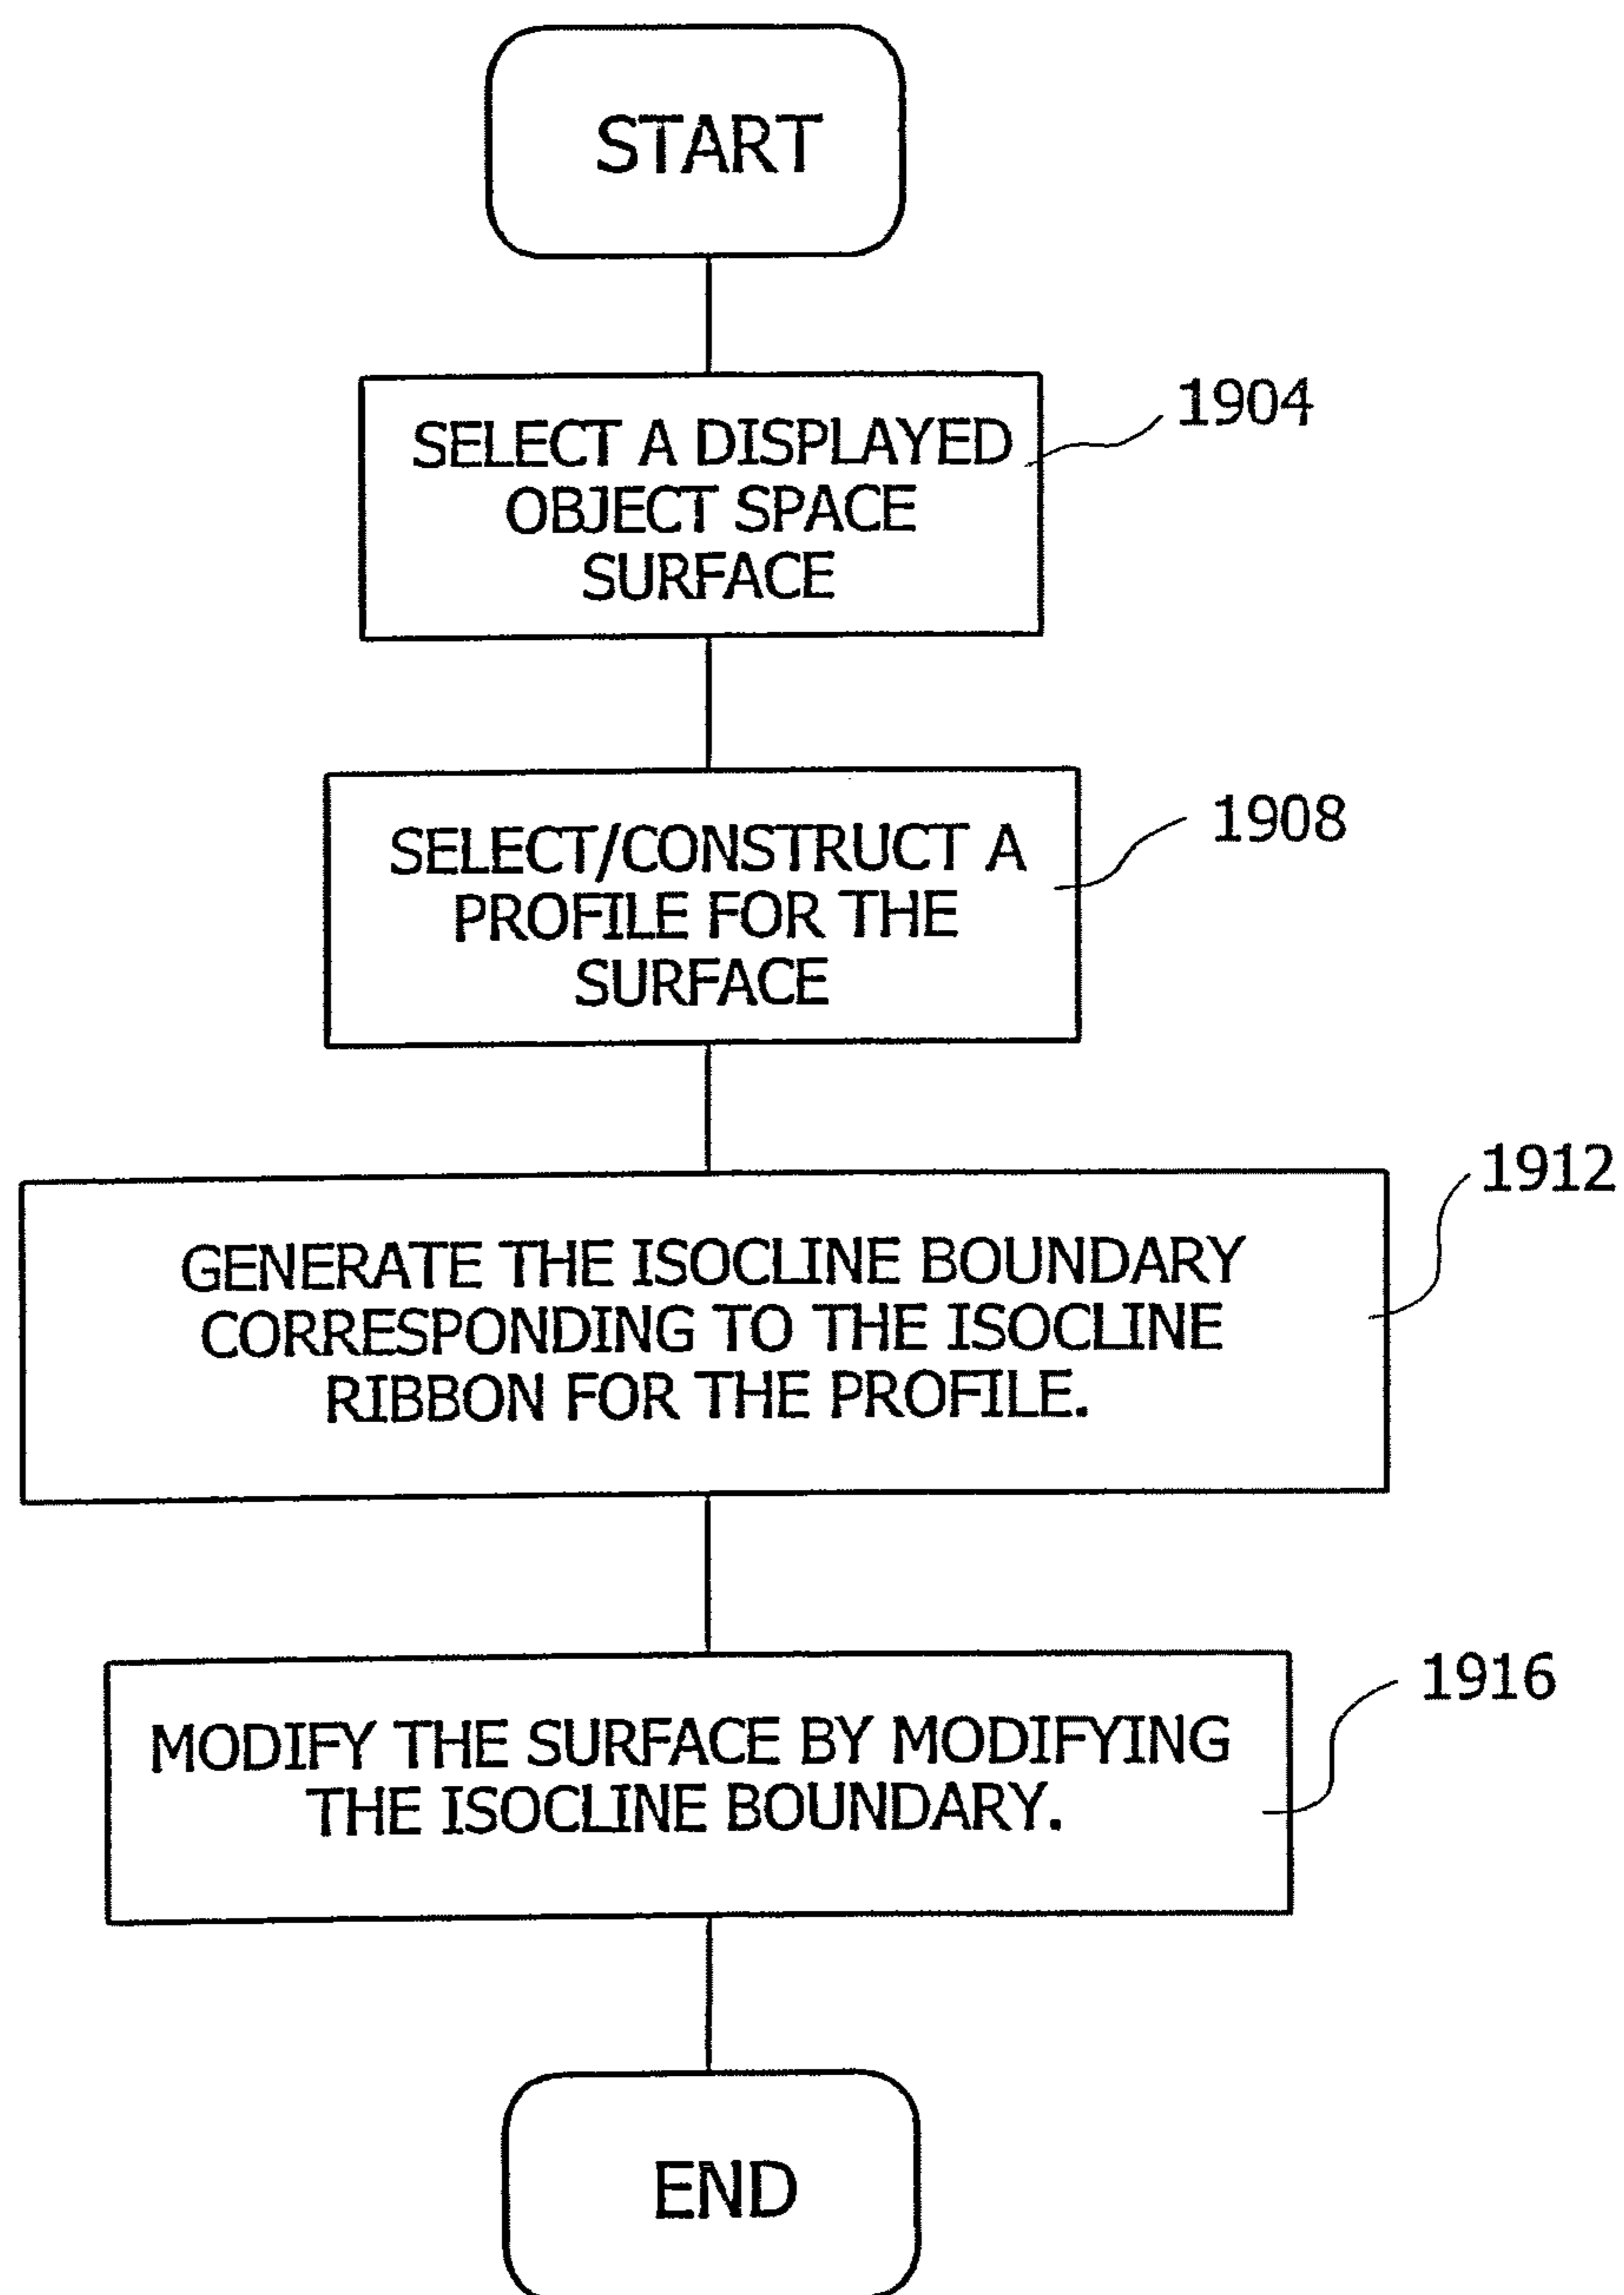 START
1904
SELECT A DISPLAYED
OBJECT SPACE
SURFACE
1908
SELECT/CONSTRUCT A
PROFILE FOR THE
SURFACE
1912
GENERATE THE ISOCLINE BOUNDARY
CORRESPONDING TO THE ISOCLINE
RIBBON FOR THE PROFILE.
1916
MODIFY THE SURFACE BY MODIFYING
THE ISOCLINE BOUNDARY.
END